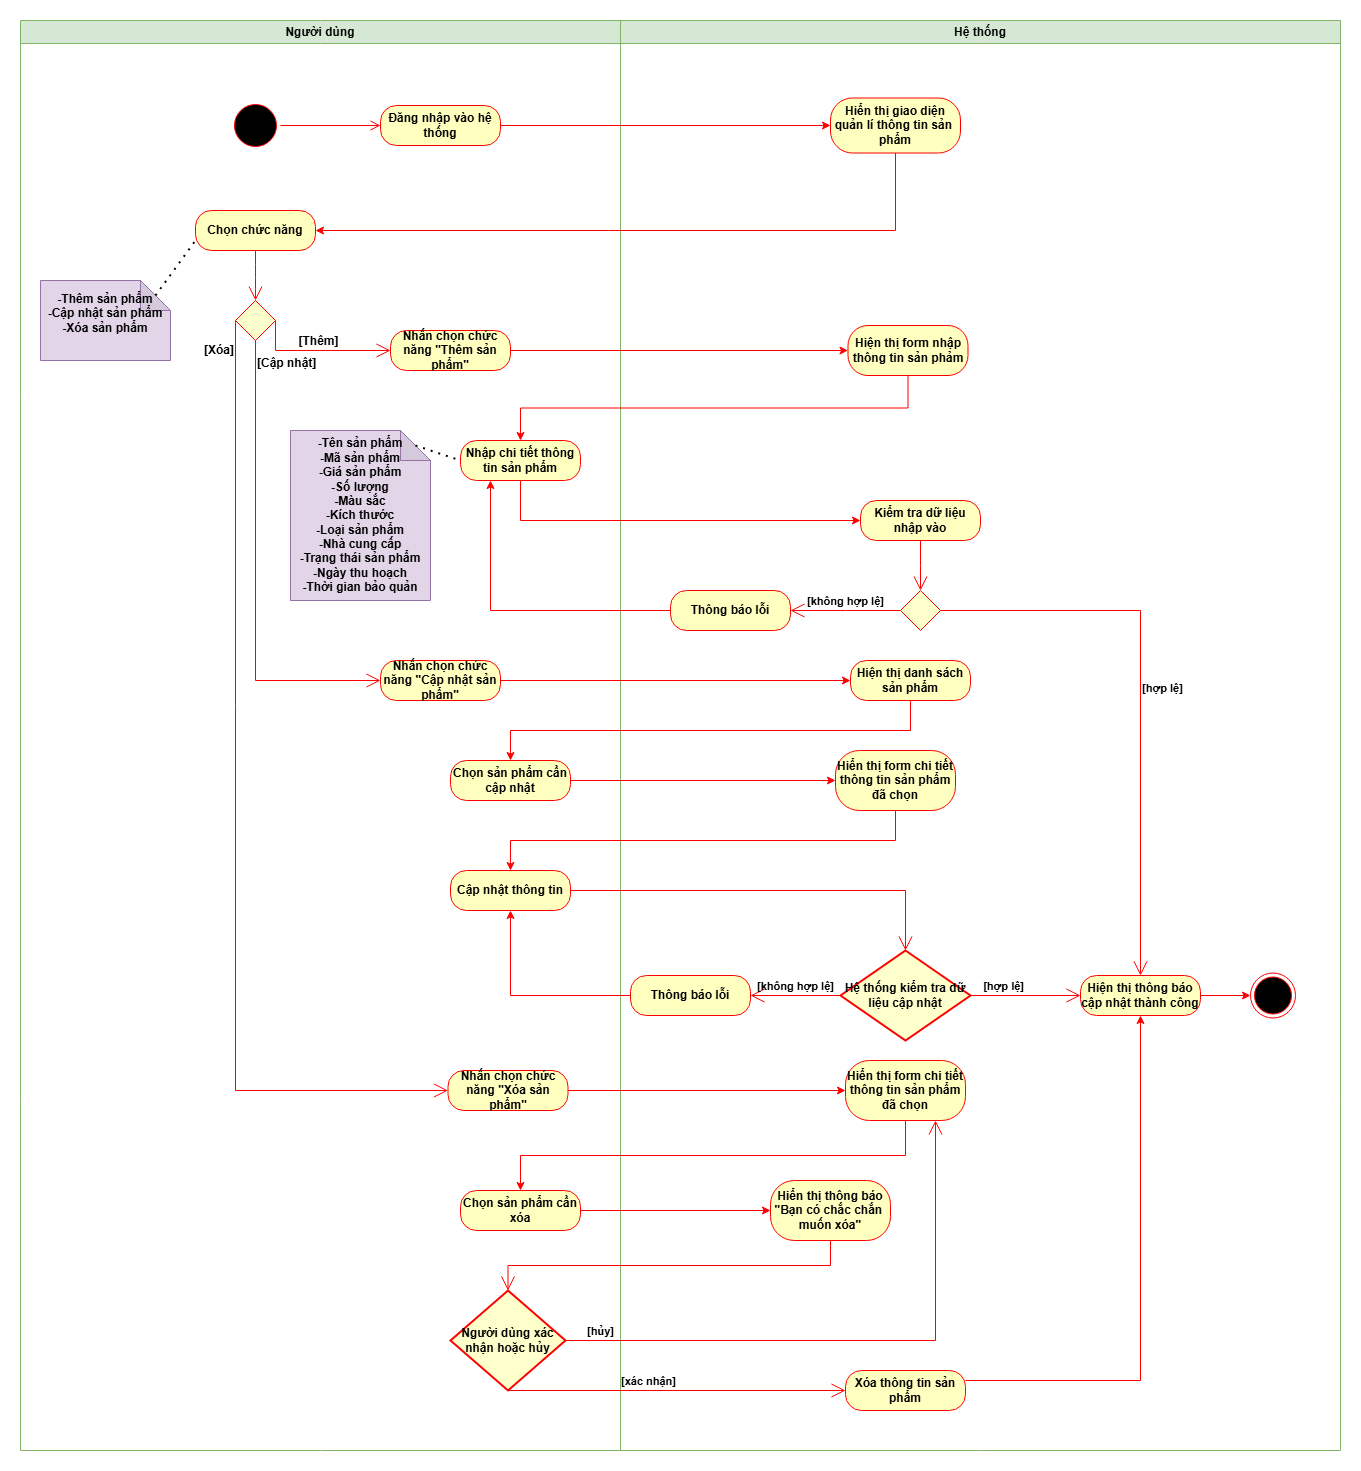 Người dùng
Hệ thống
Đăng nhập vào hệ
thống
Hiển thị giao diện
quản lí thông tin sản
phẩm
Chọn chức năng
-Thêm sản phẩm
-Cập nhật sản phẩm
-Xóa sản phẩm
[Xóa]
[Thêm]
[Cập nhật]
Nhấn chọn chức
năng "Thêm sản
phẩm"
Hiện thị form nhập
thông tin sản phảm
-Tên sản phẩm
-Mã sản phẩm
-Giá sản phẩm
-Số lượng
-Màu sắc
-Kích thước
-Loại sản phẩm
-Nhà cung cấp
-Trạng thái sản phẩm
-Ngày thu hoạch
-Thời gian bảo quản
Nhập chi tiết thông
tin sản phẩm
Kiểm tra dữ liệu
nhập vào
Thông báo lỗi
[không hợp lệ]
[hợp lệ]
Nhấn chọn chức
năng "Cập nhật sản
phẩm"
Hiện thị danh sách
sản phẩm
Chọn sản phẩm cần
cập nhật
Hiển thị form chi tiết
thông tin sản phẩm
đã chọn
Cập nhật thông tin
Thông báo lỗi
[không hợp lệ]
Hệ thống kiểm tra dữ
liệu cập nhật
[hợp lệ]
Hiện thị thông báo
cập nhật thành công
Nhấn chọn chức
năng "Xóa sản
phẩm"
Hiển thị form chi tiết
thông tin sản phẩm
đã chọn
Chọn sản phẩm cần
xóa
Hiển thị thông báo
"Bạn có chắc chắn
muốn xóa"
Người dùng xác
nhận hoặc hủy
[hủy]
[xác nhận]
Xóa thông tin sản
phẩm